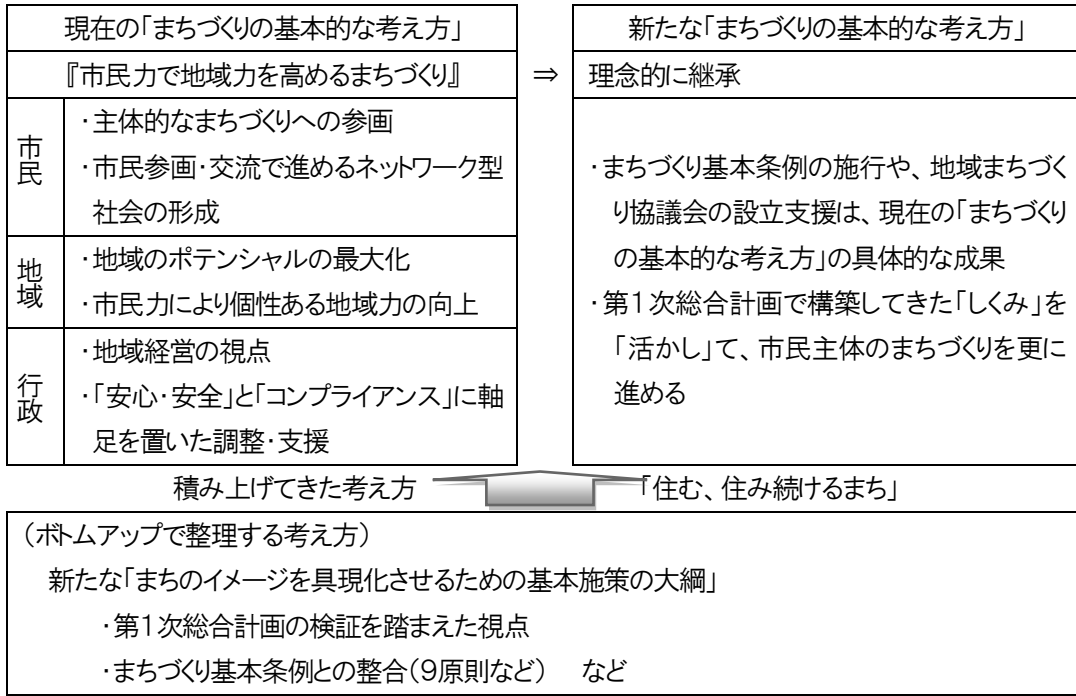 現在の「まちづくりの基本的な考え方」
『市民力で地域力を高めるまちづくり』
市民
・主体的なまちづくりへの参画
・市民参画・交流で進めるネットワーク型
社会の形成
地域
・地域のポテンシャルの最大化
・市民力により個性ある地域力の向上
行政
・地域経営の視点
・「安心・安全」と「コンプライアンス」に軸
足を置いた調整・支援
⇒
新たな「まちづくりの基本的な考え方」
理念的に継承
・まちづくり基本条例の施行や、地域まちづく
り協議会の設立支援は、現在の「まちづくり
の基本的な考え方」の具体的な成果
・第1次総合計画で構築してきた「しくみ」を
「活かし」て、市民主体のまちづくりを更に
進める
積み上げてきた考え方
「住む、住み続けるまち」
（ボトムアップで整理する考え方）
新たな「まちのイメージを具現化させるための基本施策の大綱」
・第1次総合計画の検証を踏まえた視点
・まちづくり基本条例との整合（9原則など）　など